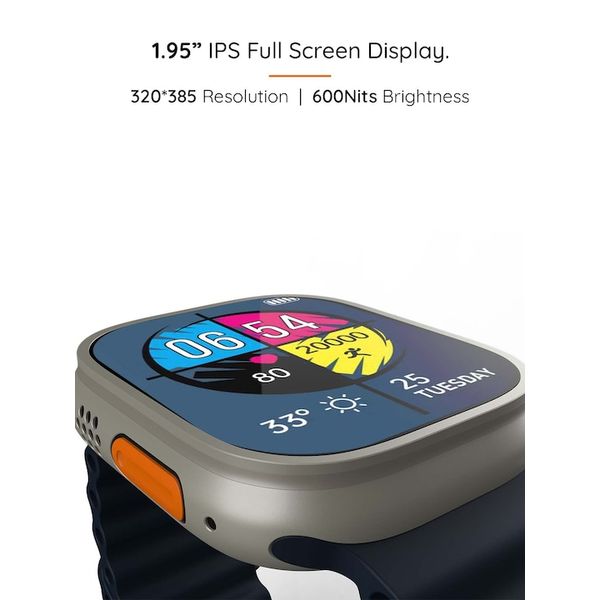 1.95” IPS Full Screen Display.
320*385 Resolution | 600Nits Brightness
06 54
20000
80
33° 25
TUESDAY